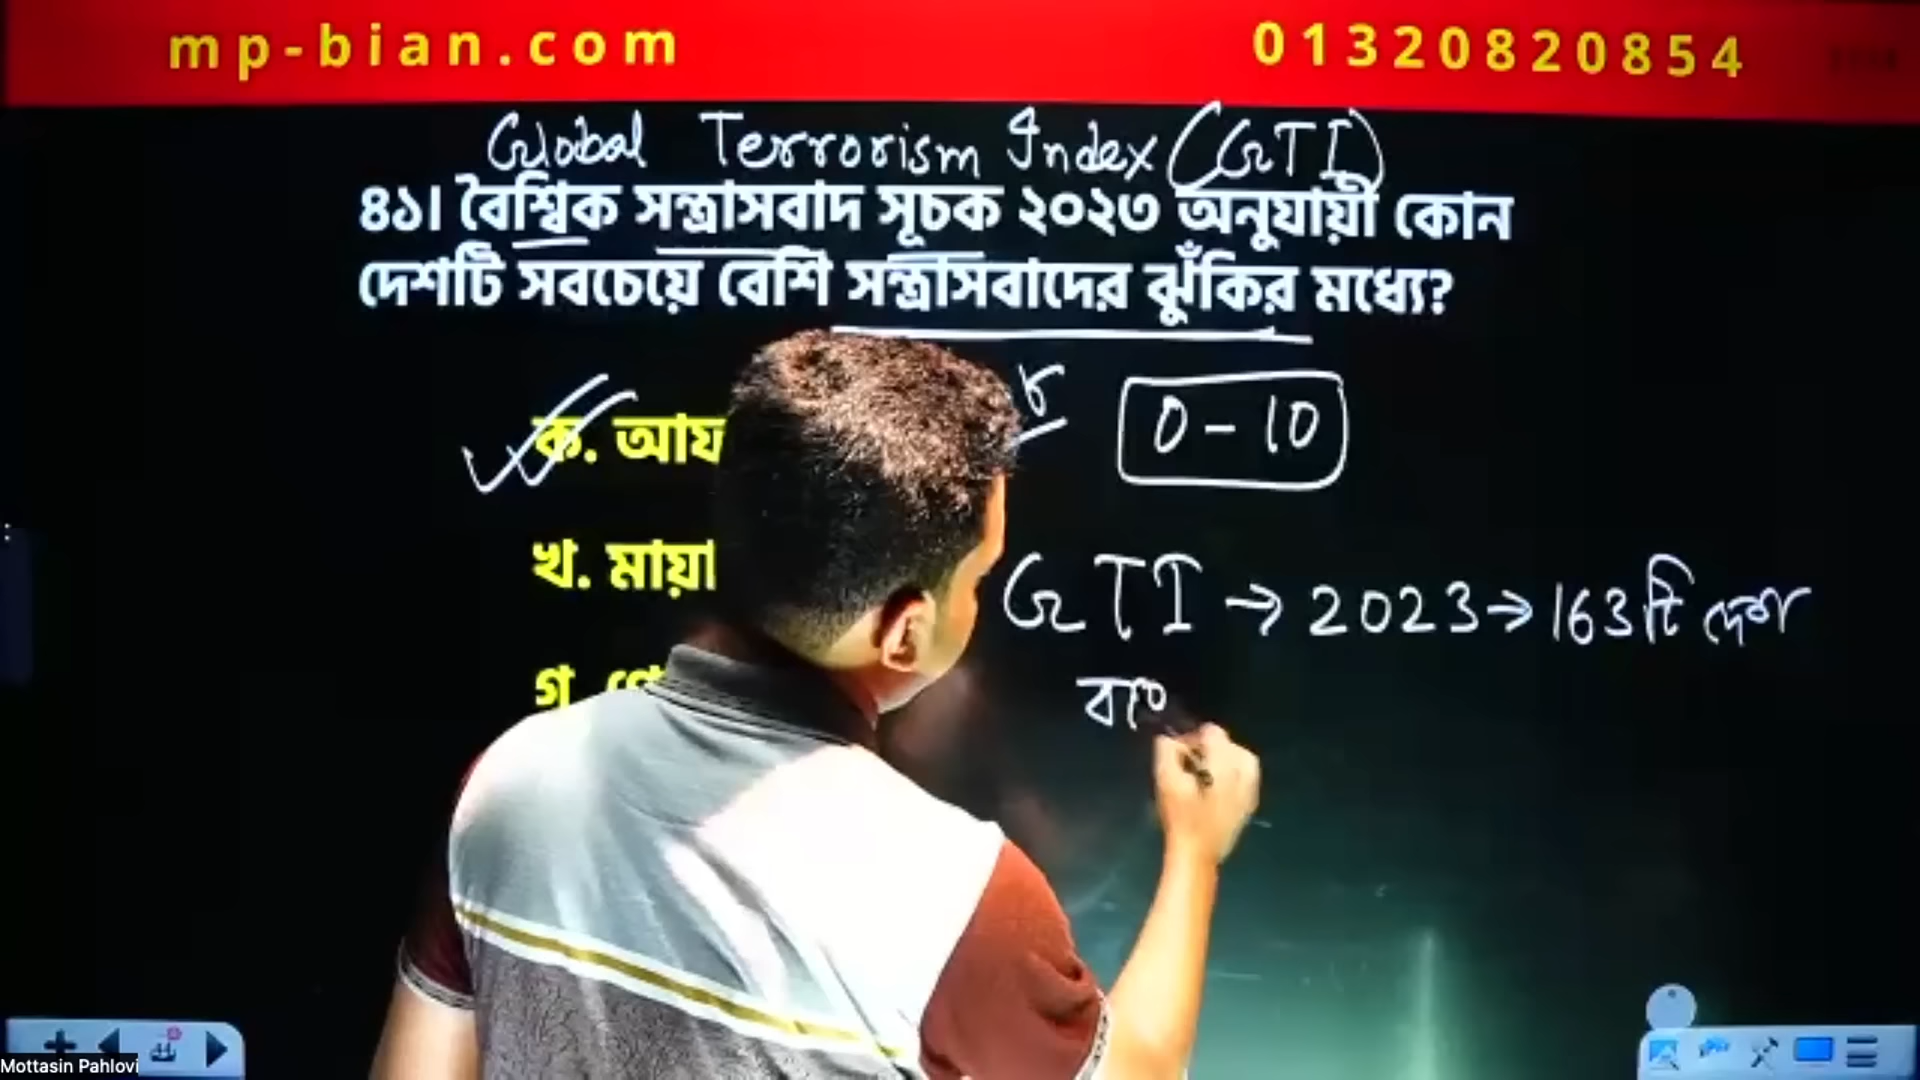 mp-bian.com
01320820854
Global Terrorism Index (GTI)
৪১। বৈশ্বিক সন্ত্রাসবাদ সূচক ২০২৩ অনুযায়ী কোন
দেশটি সবচেয়ে বেশি সন্ত্রাসবাদের ঝুঁকির মধ্যে?
ক. আফ
0 - 10
খ. মায়া
GTI → 2023 → 163 টি দেশ
গ.
বাং
Mottasin Pahlovi